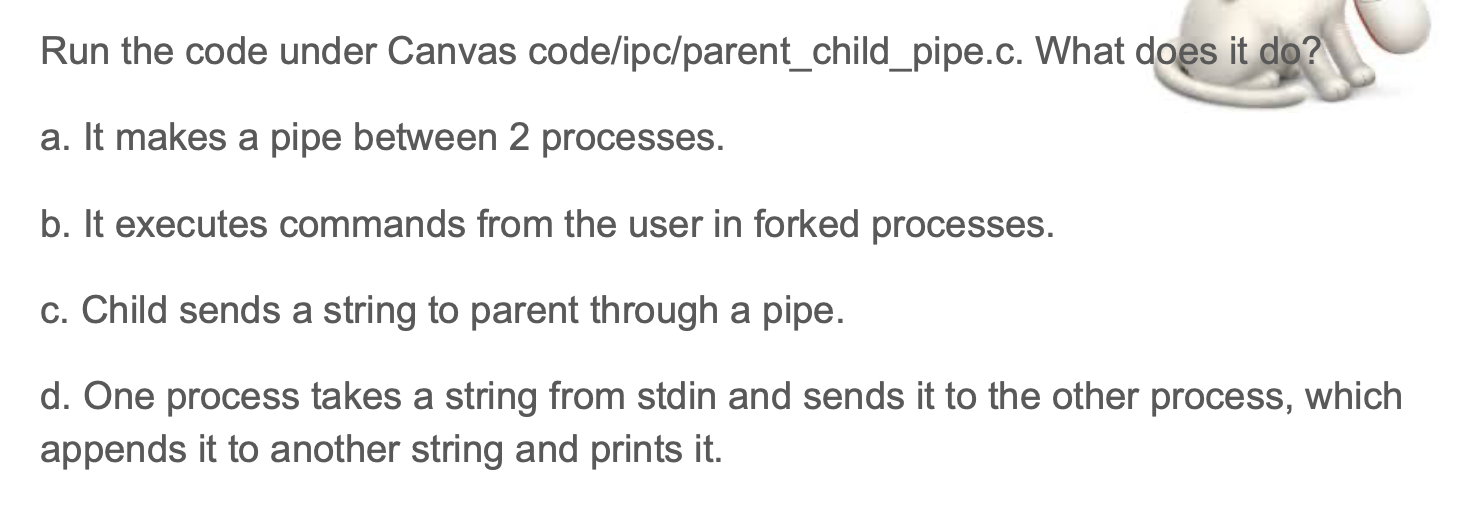 Run the code under Canvas code/ipc/parent_child_pipe.c. What does it do?
a. It makes a pipe between 2 processes.
b. It executes commands from the user in forked processes.
c. Child sends a string to parent through a pipe.
d. One process takes a string from stdin and sends it to the other process, which
appends it to another string and prints it.